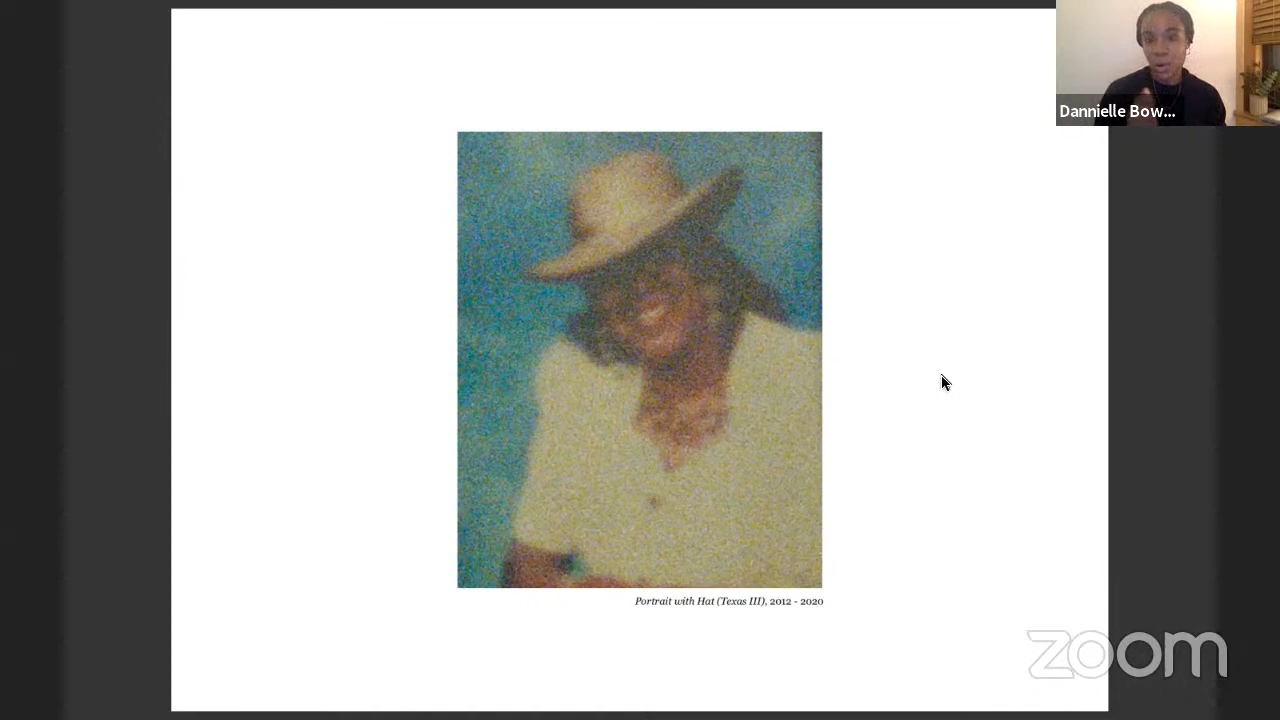 Dannielle Bow...
Portrait with Hat (Texas III), 2012 - 2020
zoom